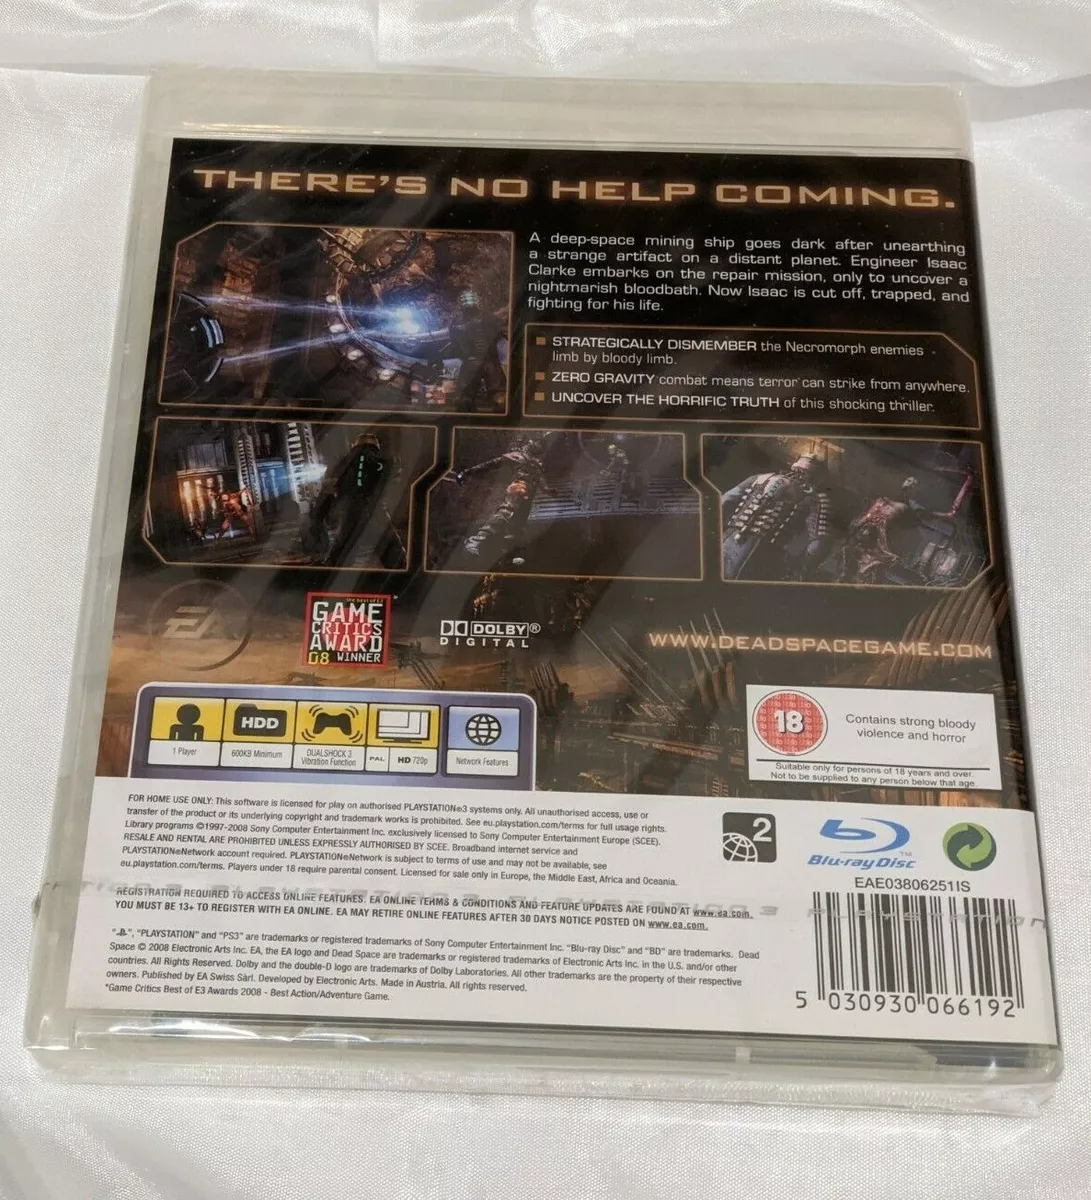 THERE'S NO HELP COMING.
A deep-space mining ship goes dark after unearthing
a strange artifact on a distant planet. Engineer Isaac
Clarke embarks on the repair mission, only to uncover a
nightmarish bloodbath. Now Isaac is cut off, trapped, and
fighting for his life.
STRATEGICALLY DISMEMBER the Necromorph enemies
limb by bloody limb.
ZERO GRAVITY combat means terror can strike from anywhere.
UNCOVER THE HORRIFIC TRUTH of this shocking thriller.
EA
the best of E3
GAME
CRITICS
AWARD
08 WINNER
DOLBY®
DIGITAL
WWW.DEADSPACEGAME.COM
1 Player
HDD
600KB Minimum
DUALSHOCK 3
Vibration Function
PAL
HD 720p
Network Features
18
Contains strong bloody
violence and horror
Suitable only for persons of 18 years and over.
Not to be supplied to any person below that age.
FOR HOME USE ONLY: This software is licensed for play on authorised PLAYSTATION®3 systems only. All unauthorised access, use or
transfer of the product or its underlying copyright and trademark works is prohibited. See eu.playstation.com/terms for full usage rights.
Library programs ©1997-2008 Sony Computer Entertainment Inc. exclusively licensed to Sony Computer Entertainment Europe (SCEE).
RESALE AND RENTAL ARE PROHIBITED UNLESS EXPRESSLY AUTHORISED BY SCEE. Broadband internet service and
PLAYSTATION®Network account required. PLAYSTATION®Network is subject to terms of use and may not be available, see
eu.playstation.com/terms. Players under 18 require parental consent. Licensed for sale only in Europe, the Middle East, Africa and Oceania.
REGISTRATION REQUIRED TO ACCESS ONLINE FEATURES. EA ONLINE TERMS & CONDITIONS AND FEATURE UPDATES ARE FOUND AT www.ea.com.
YOU MUST BE 13+ TO REGISTER WITH EA ONLINE. EA MAY RETIRE ONLINE FEATURES AFTER 30 DAYS NOTICE POSTED ON www.ea.com.
"", "PLAYSTATION" and "PS3" are trademarks or registered trademarks of Sony Computer Entertainment Inc. "Blu-ray Disc" and "BD" are trademarks. Dead
Space © 2008 Electronic Arts Inc. EA, the EA logo and Dead Space are trademarks or registered trademarks of Electronic Arts Inc. in the U.S. and/or other
countries. All Rights Reserved. Dolby and the double-D logo are trademarks of Dolby Laboratories. All other trademarks are the property of their respective
owners. Published by EA Swiss Sàrl. Developed by Electronic Arts. Made in Austria. All rights reserved.
*Game Critics Best of E3 Awards 2008 - Best Action/Adventure Game.
2
Blu-ray Disc™
EAE03806251IS
PLAYSTATION
5 030930 066192